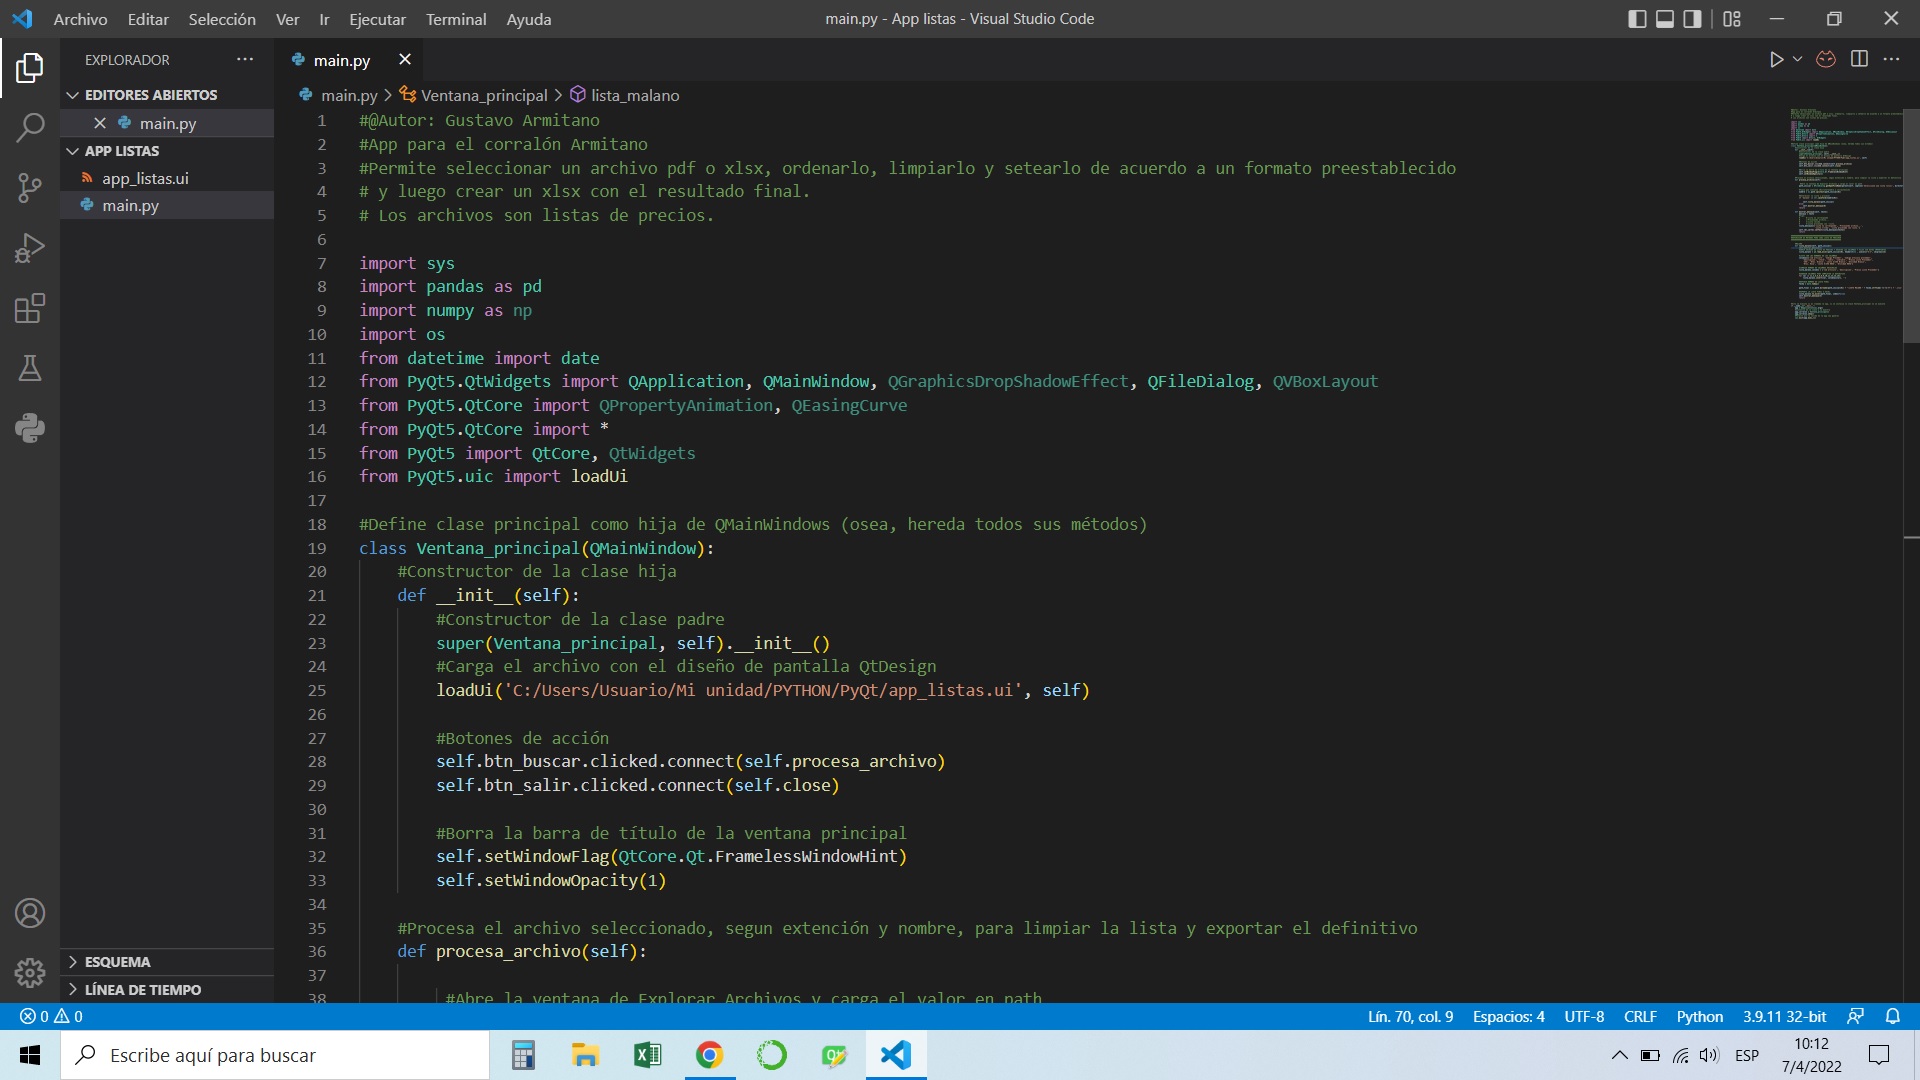 Archivo Editar Selección Ver Ir Ejecutar Terminal Ayuda
main.py - App listas - Visual Studio Code
EXPLORADOR
EDITORES ABIERTOS
main.py
APP LISTAS
app_listas.ui
main.py
ESQUEMA
LÍNEA DE TIEMPO
main.py
main.py > Ventana_principal > lista_malano
1 #@Autor: Gustavo Armitano
2 #App para el corralón Armitano
3 #Permite seleccionar un archivo pdf o xlsx, ordenarlo, limpiarlo y setearlo de acuerdo a un formato preestablecido
4 # y luego crear un xlsx con el resultado final.
5 # Los archivos son listas de precios.
6
7 import sys
8 import pandas as pd
9 import numpy as np
10 import os
11 from datetime import date
12 from PyQt5.QtWidgets import QApplication, QMainWindow, QGraphicsDropShadowEffect, QFileDialog, QVBoxLayout
13 from PyQt5.QtCore import QPropertyAnimation, QEasingCurve
14 from PyQt5.QtCore import *
15 from PyQt5 import QtCore, QtWidgets
16 from PyQt5.uic import loadUi
17
18 #Define clase principal como hija de QMainWindows (osea, hereda todos sus métodos)
19 class Ventana_principal(QMainWindow):
20 #Constructor de la clase hija
21 def __init__(self):
22 #Constructor de la clase padre
23 super(Ventana_principal, self).__init__()
24 #Carga el archivo con el diseño de pantalla QtDesign
25 loadUi('C:/Users/Usuario/Mi unidad/PYTHON/PyQt/app_listas.ui', self)
26
27 #Botones de acción
28 self.btn_buscar.clicked.connect(self.procesa_archivo)
29 self.btn_salir.clicked.connect(self.close)
30
31 #Borra la barra de título de la ventana principal
32 self.setWindowFlag(QtCore.Qt.FramelessWindowHint)
33 self.setWindowOpacity(1)
34
35 #Procesa el archivo seleccionado, segun extención y nombre, para limpiar la lista y exportar el definitivo
36 def procesa_archivo(self):
37
38 #Abre la ventana de Explorar Archivos y carga el valor en path
0 0
Lín. 70, col. 9 Espacios: 4 UTF-8 CRLF Python 3.9.11 32-bit
Escribe aquí para buscar
ESP
10:12
7/4/2022